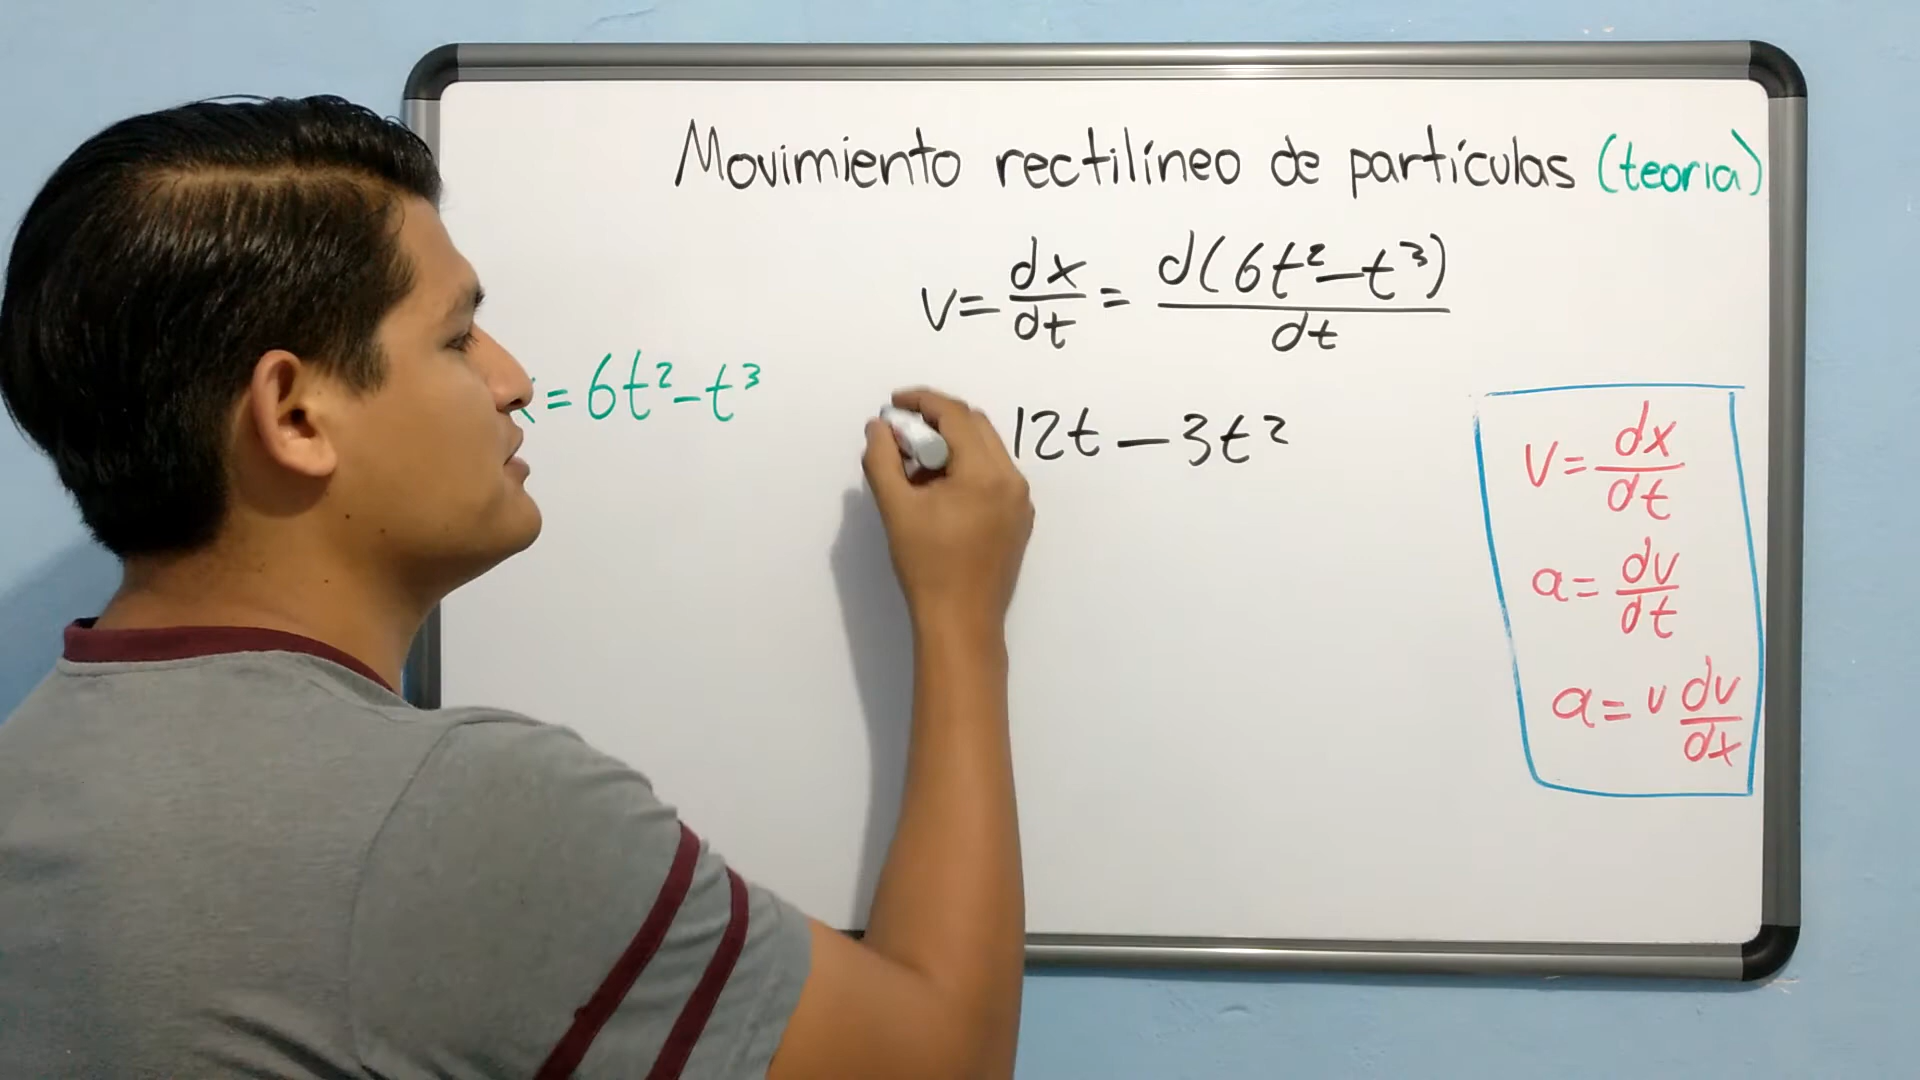 Movimiento rectilíneo de partículas (teoría)
v = dx/dt = d(6t² - t³)/dt
= 6t² - t³
12t - 3t²
v = dx/dt
a = dv/dt
a = v dv/dx